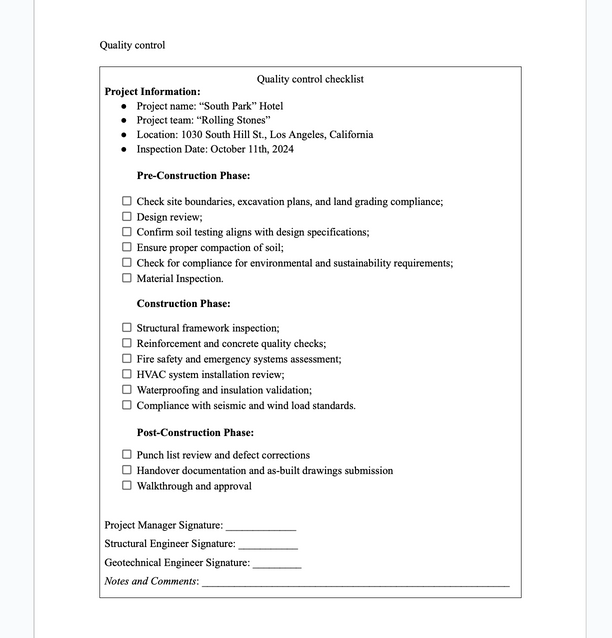 Quality control
Quality control checklist
Project Information:
● Project name: “South Park” Hotel
● Project team: “Rolling Stones”
● Location: 1030 South Hill St., Los Angeles, California
● Inspection Date: October 11th, 2024
Pre-Construction Phase:
☐ Check site boundaries, excavation plans, and land grading compliance;
☐ Design review;
☐ Confirm soil testing aligns with design specifications;
☐ Ensure proper compaction of soil;
☐ Check for compliance for environmental and sustainability requirements;
☐ Material Inspection.
Construction Phase:
☐ Structural framework inspection;
☐ Reinforcement and concrete quality checks;
☐ Fire safety and emergency systems assessment;
☐ HVAC system installation review;
☐ Waterproofing and insulation validation;
☐ Compliance with seismic and wind load standards.
Post-Construction Phase:
☐ Punch list review and defect corrections
☐ Handover documentation and as-built drawings submission
☐ Walkthrough and approval
Project Manager Signature: _____________
Structural Engineer Signature: ___________
Geotechnical Engineer Signature: _________
Notes and Comments: _________________________________________________________